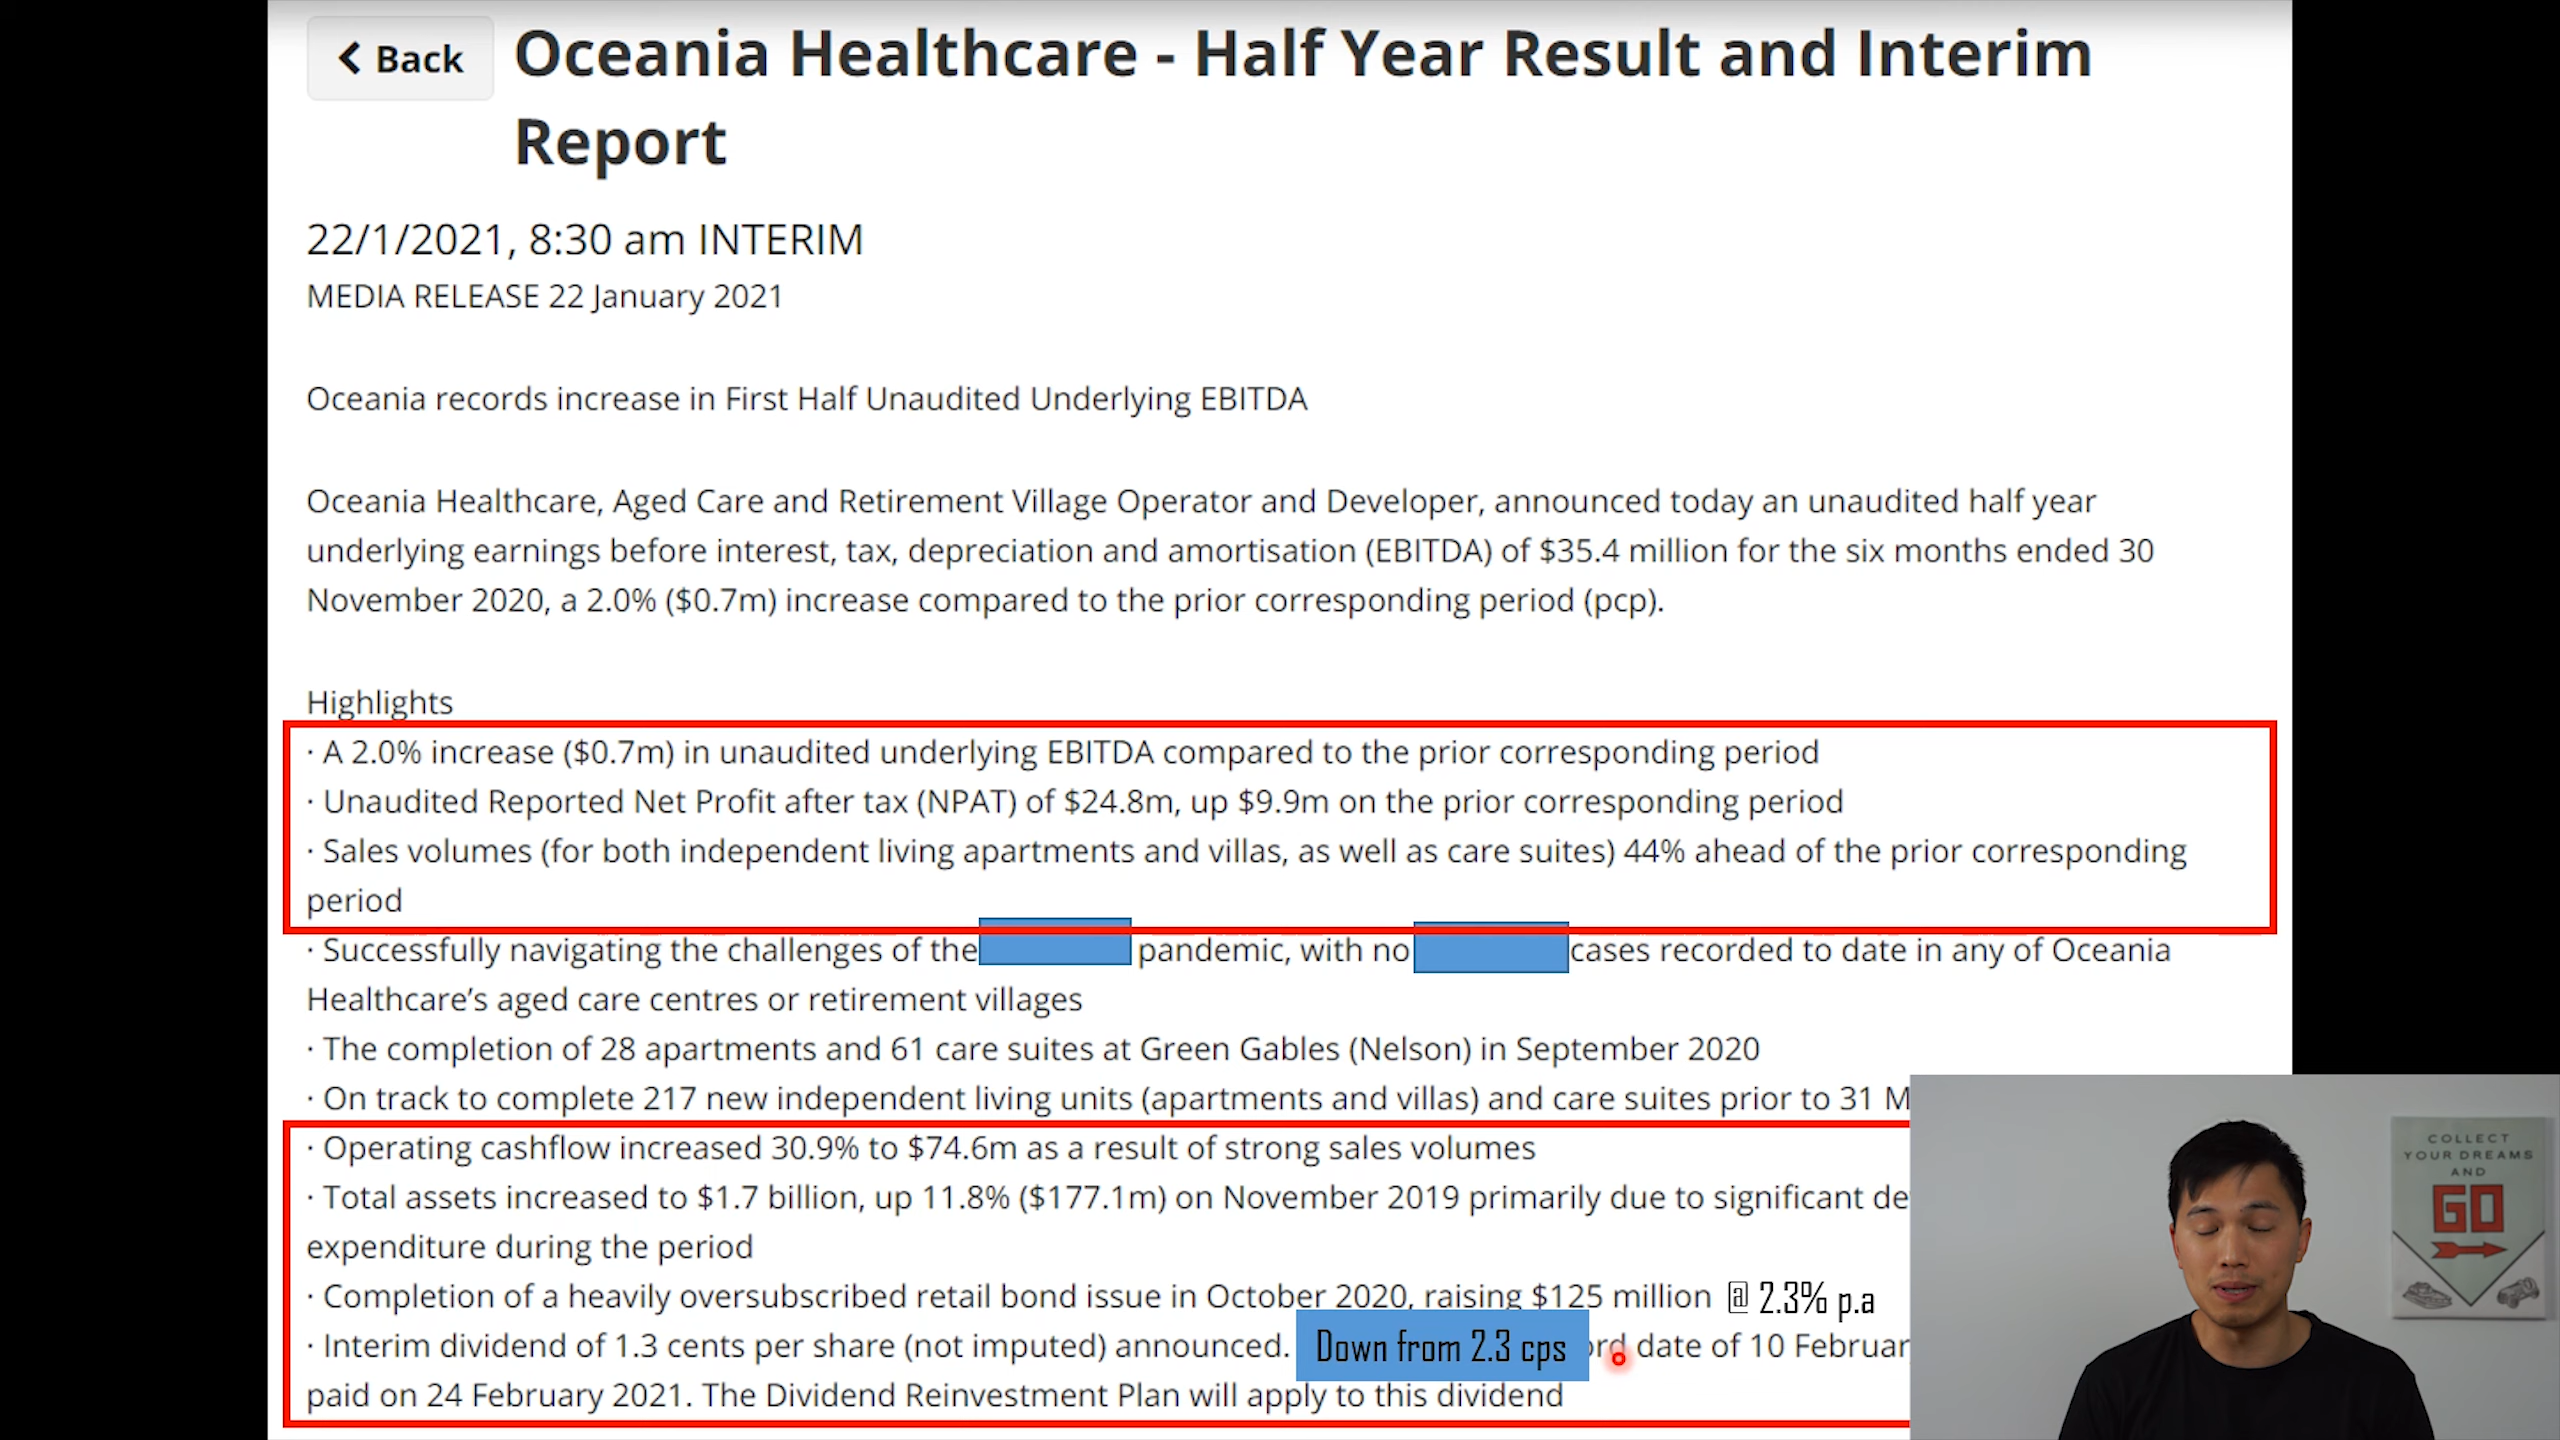 Back
Oceania Healthcare - Half Year Result and Interim
Report
22/1/2021, 8:30 am INTERIM
MEDIA RELEASE 22 January 2021
Oceania records increase in First Half Unaudited Underlying EBITDA
Oceania Healthcare, Aged Care and Retirement Village Operator and Developer, announced today an unaudited half year
underlying earnings before interest, tax, depreciation and amortisation (EBITDA) of $35.4 million for the six months ended 30
November 2020, a 2.0% ($0.7m) increase compared to the prior corresponding period (pcp).
Highlights
· A 2.0% increase ($0.7m) in unaudited underlying EBITDA compared to the prior corresponding period
· Unaudited Reported Net Profit after tax (NPAT) of $24.8m, up $9.9m on the prior corresponding period
· Sales volumes (for both independent living apartments and villas, as well as care suites) 44% ahead of the prior corresponding
period
· Successfully navigating the challenges of the pandemic, with no cases recorded to date in any of Oceania
Healthcare's aged care centres or retirement villages
· The completion of 28 apartments and 61 care suites at Green Gables (Nelson) in September 2020
· On track to complete 217 new independent living units (apartments and villas) and care suites prior to 31 M
· Operating cashflow increased 30.9% to $74.6m as a result of strong sales volumes
· Total assets increased to $1.7 billion, up 11.8% ($177.1m) on November 2019 primarily due to significant de
expenditure during the period
· Completion of a heavily oversubscribed retail bond issue in October 2020, raising $125 million @ 2.3% p.a
· Interim dividend of 1.3 cents per share (not imputed) announced. Down from 2.3 cps ord date of 10 Februar
paid on 24 February 2021. The Dividend Reinvestment Plan will apply to this dividend
COLLECT
YOUR DREAMS
AND
GO